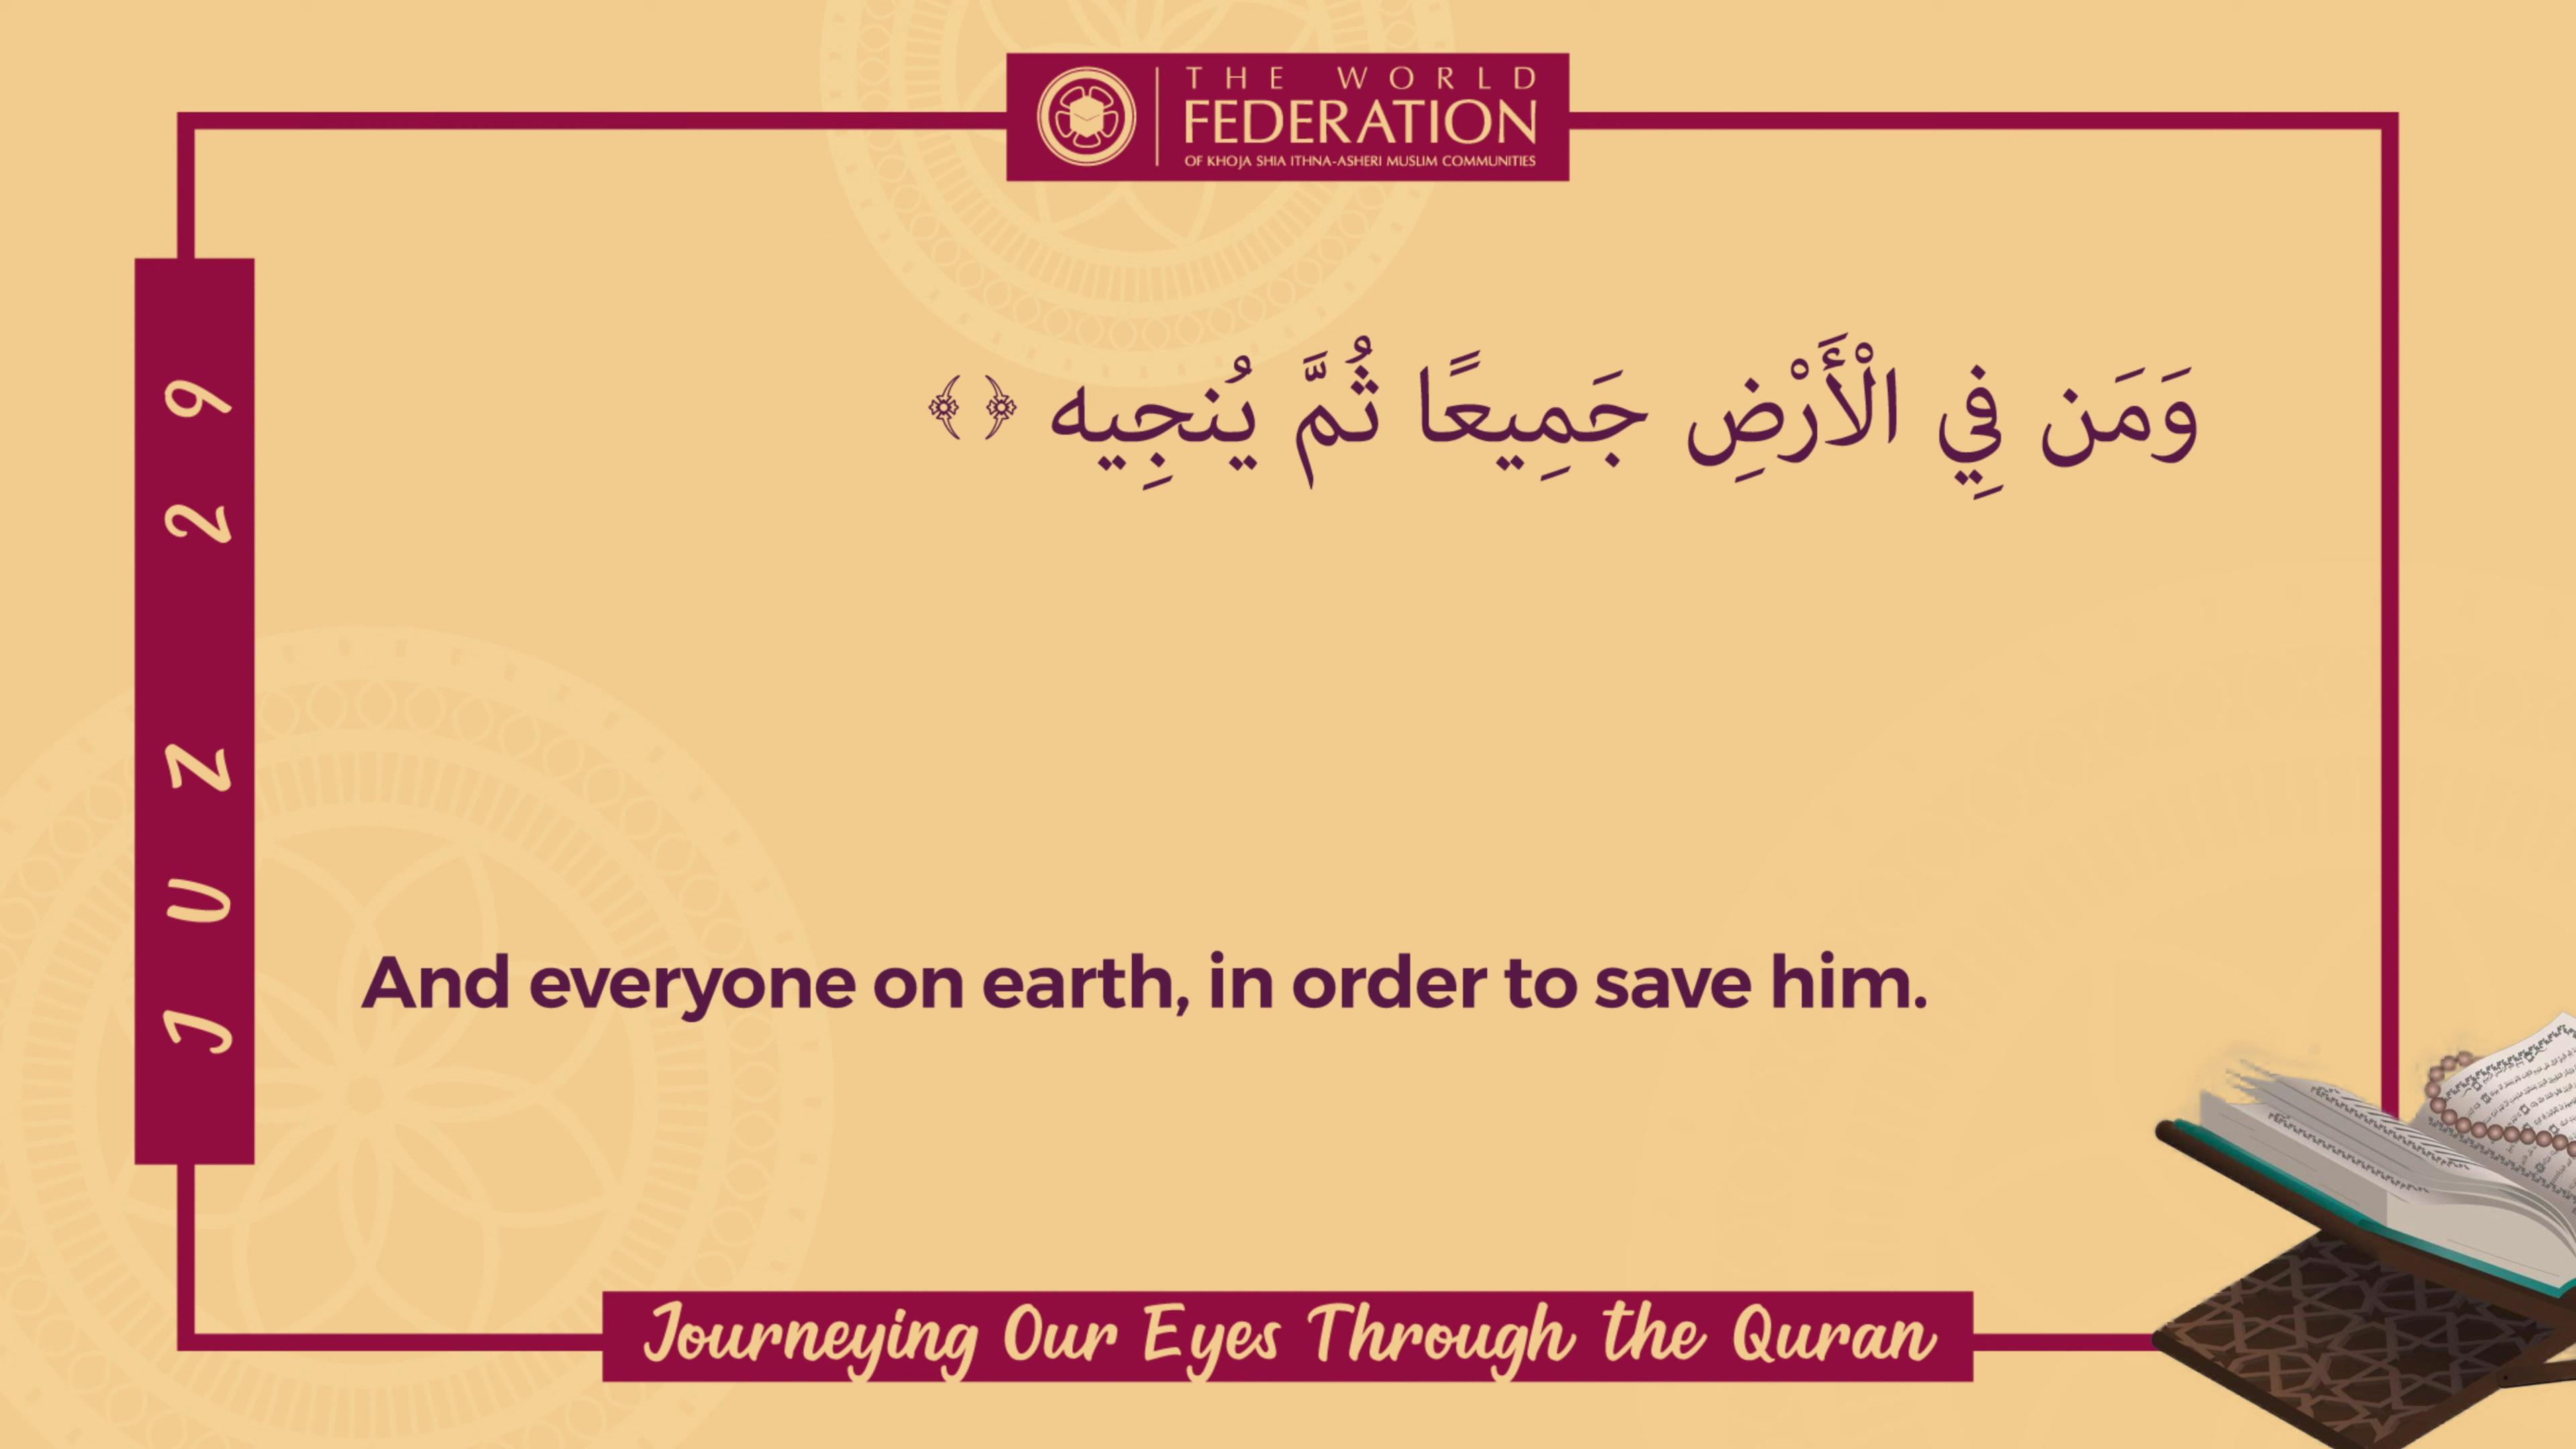 THE WORLD
FEDERATION
OF KHOJA SHIA ITHNA-ASHERI MUSLIM COMMUNITIES
وَمَن فِي الْأَرْضِ جَمِيعًا ثُمَّ يُنجِيه ﴿ ﴾
JUZ 29
And everyone on earth, in order to save him.
Journeying Our Eyes Through the Quran